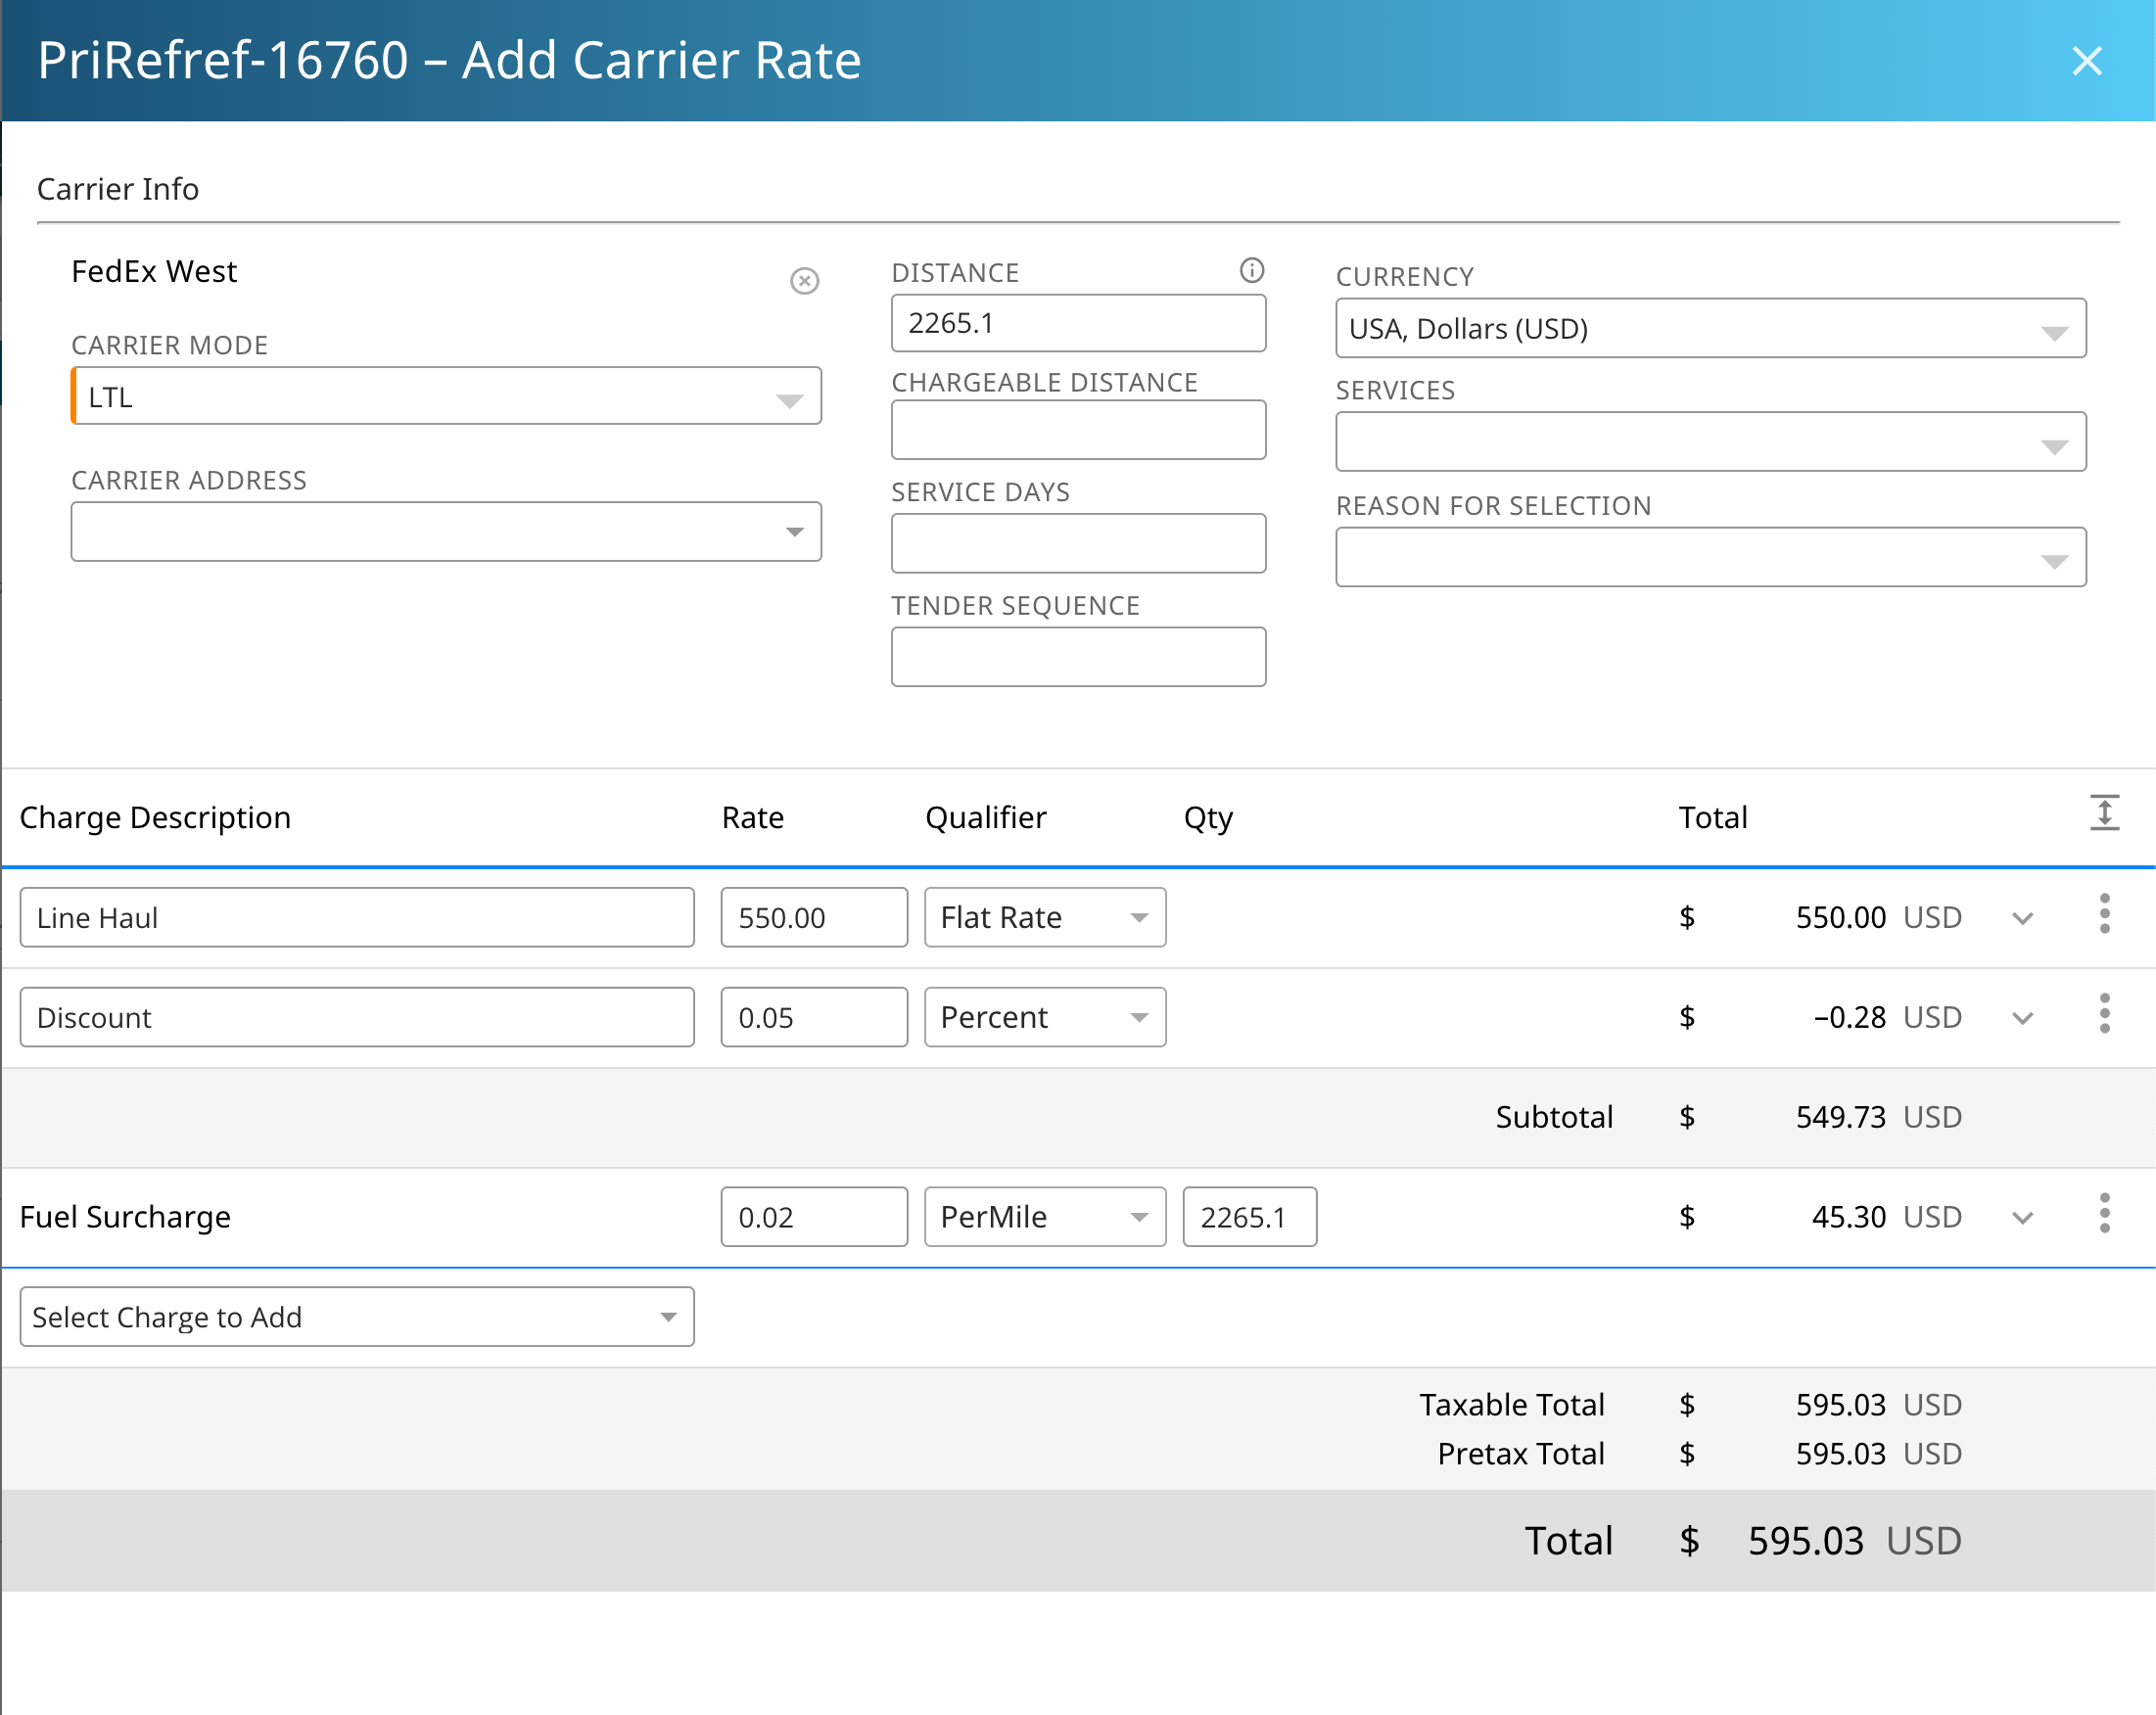 PriRefref-16760 – Add Carrier Rate
Carrier Info
FedEx West
CARRIER MODE
LTL
CARRIER ADDRESS
DISTANCE
2265.1
CHARGEABLE DISTANCE
SERVICE DAYS
TENDER SEQUENCE
CURRENCY
USA, Dollars (USD)
SERVICES
REASON FOR SELECTION
Charge Description Rate Qualifier Qty Total
Line Haul 550.00 Flat Rate $ 550.00 USD
Discount 0.05 Percent $ –0.28 USD
Subtotal $ 549.73 USD
Fuel Surcharge 0.02 PerMile 2265.1 $ 45.30 USD
Select Charge to Add
Taxable Total $ 595.03 USD
Pretax Total $ 595.03 USD
Total $ 595.03 USD